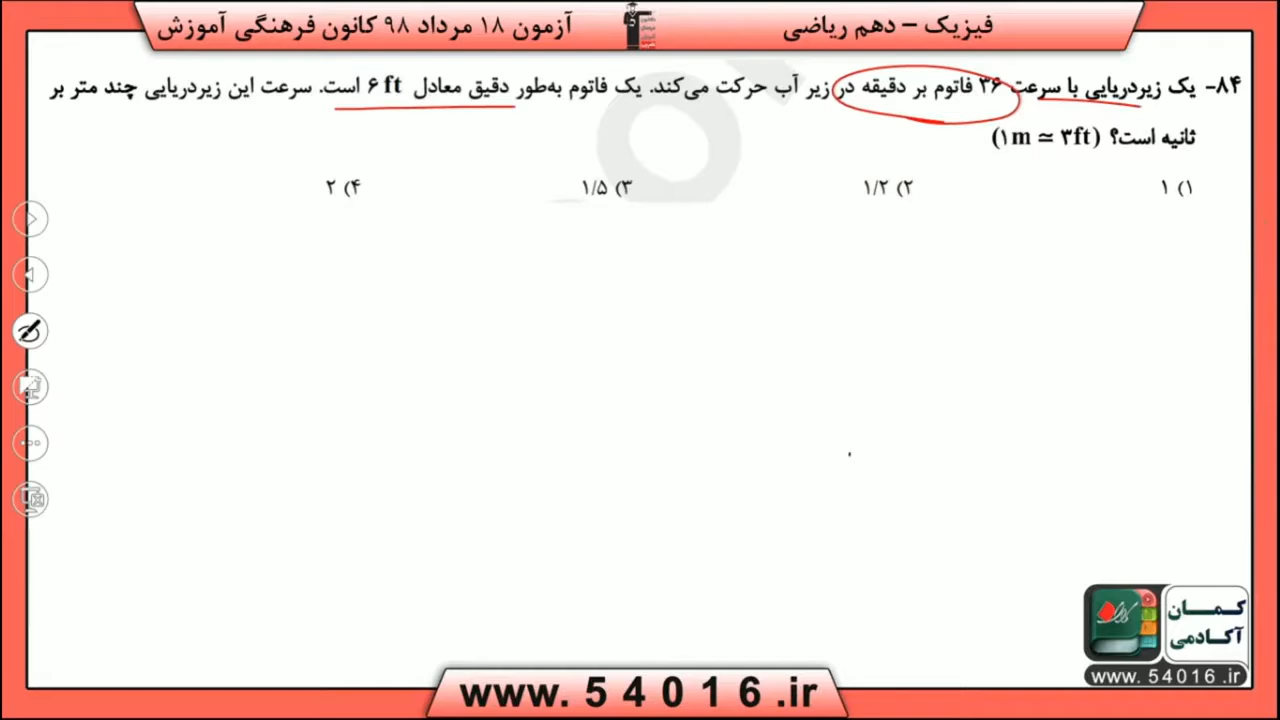 فیزیک – دهم ریاضی
آزمون ۱۸ مرداد ۹۸ کانون فرهنگی آموزش
۸۴- یک زیردریایی با سرعت ۳۶ فاتوم بر دقیقه در زیر آب حرکت می‌کند. یک فاتوم به‌طور دقیق معادل ۶ ft است. سرعت این زیردریایی چند متر بر
ثانیه است؟ (۱m ≃ ۳ft)
۱) ۱
۲) ۱/۲
۳) ۱/۵
۴) ۲
کمان
آکادمی
www. 54016 .ir
www. 5 4 0 1 6 .ir